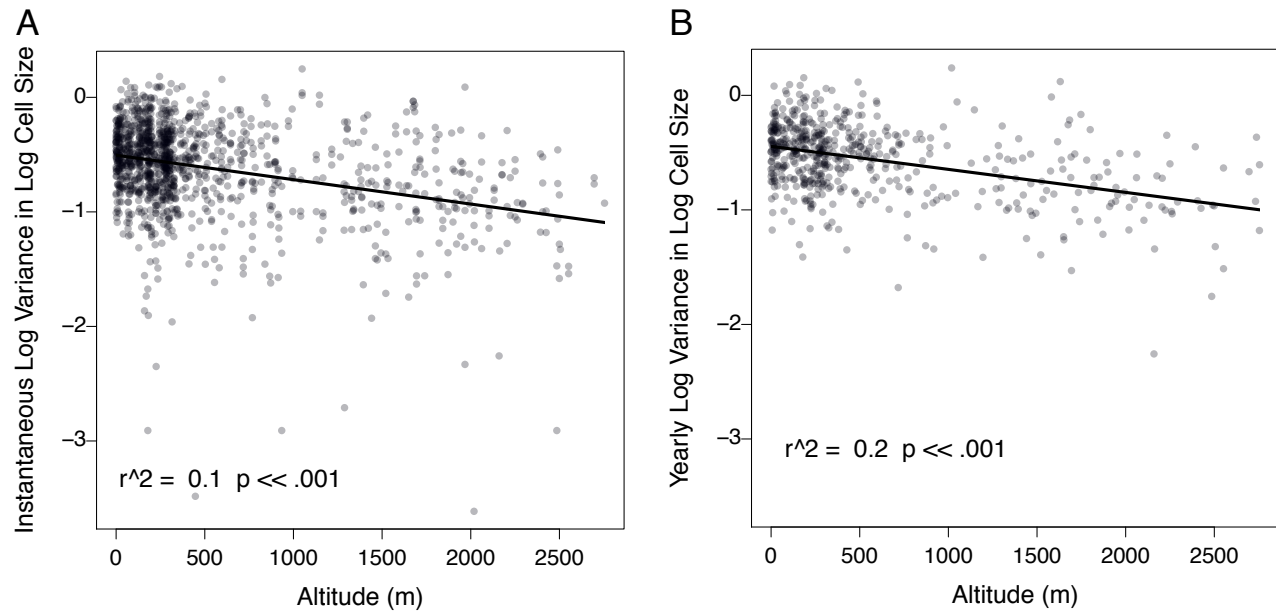 A
Instantaneous Log Variance in Log Cell Size
0
−1
−2
−3
r^2 = 0.1 p << .001
0 500 1000 1500 2000 2500
Altitude (m)
B
Yearly Log Variance in Log Cell Size
0
−1
−2
−3
r^2 = 0.2 p << .001
0 500 1000 1500 2000 2500
Altitude (m)